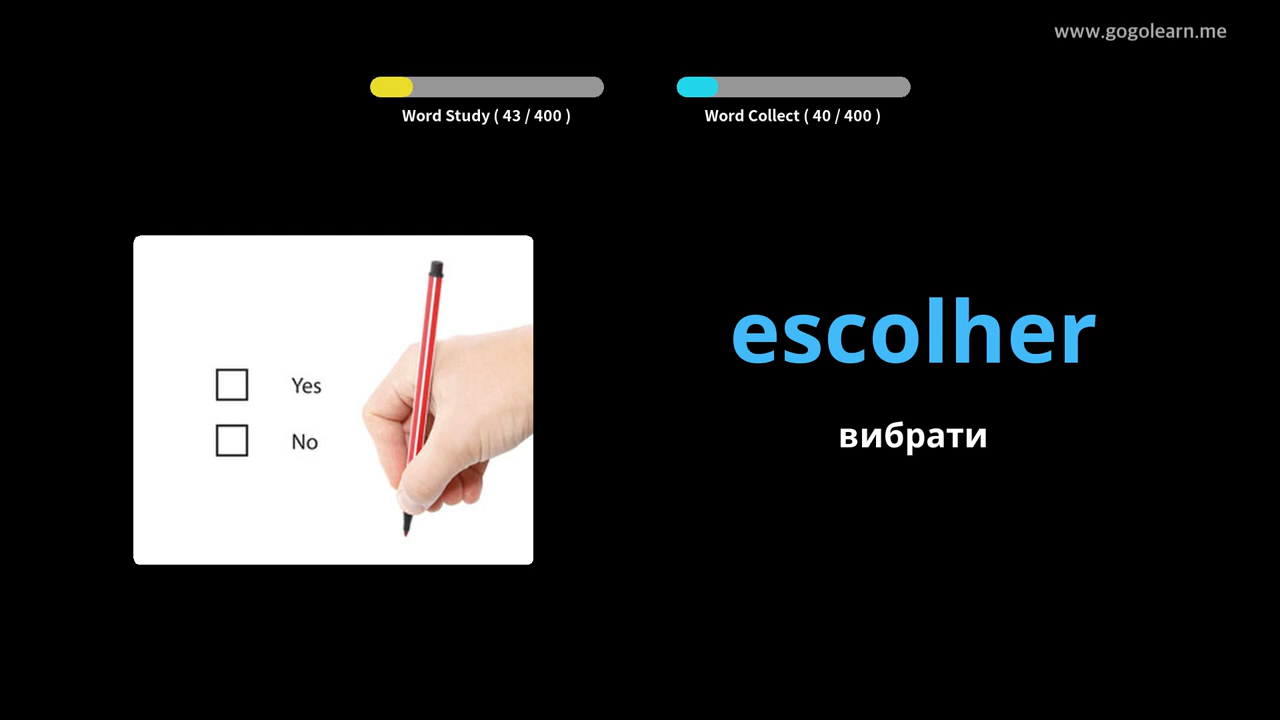 www.gogolearn.me
Word Study ( 43 / 400 )
Word Collect ( 40 / 400 )
Yes
No
escolher
вибрати